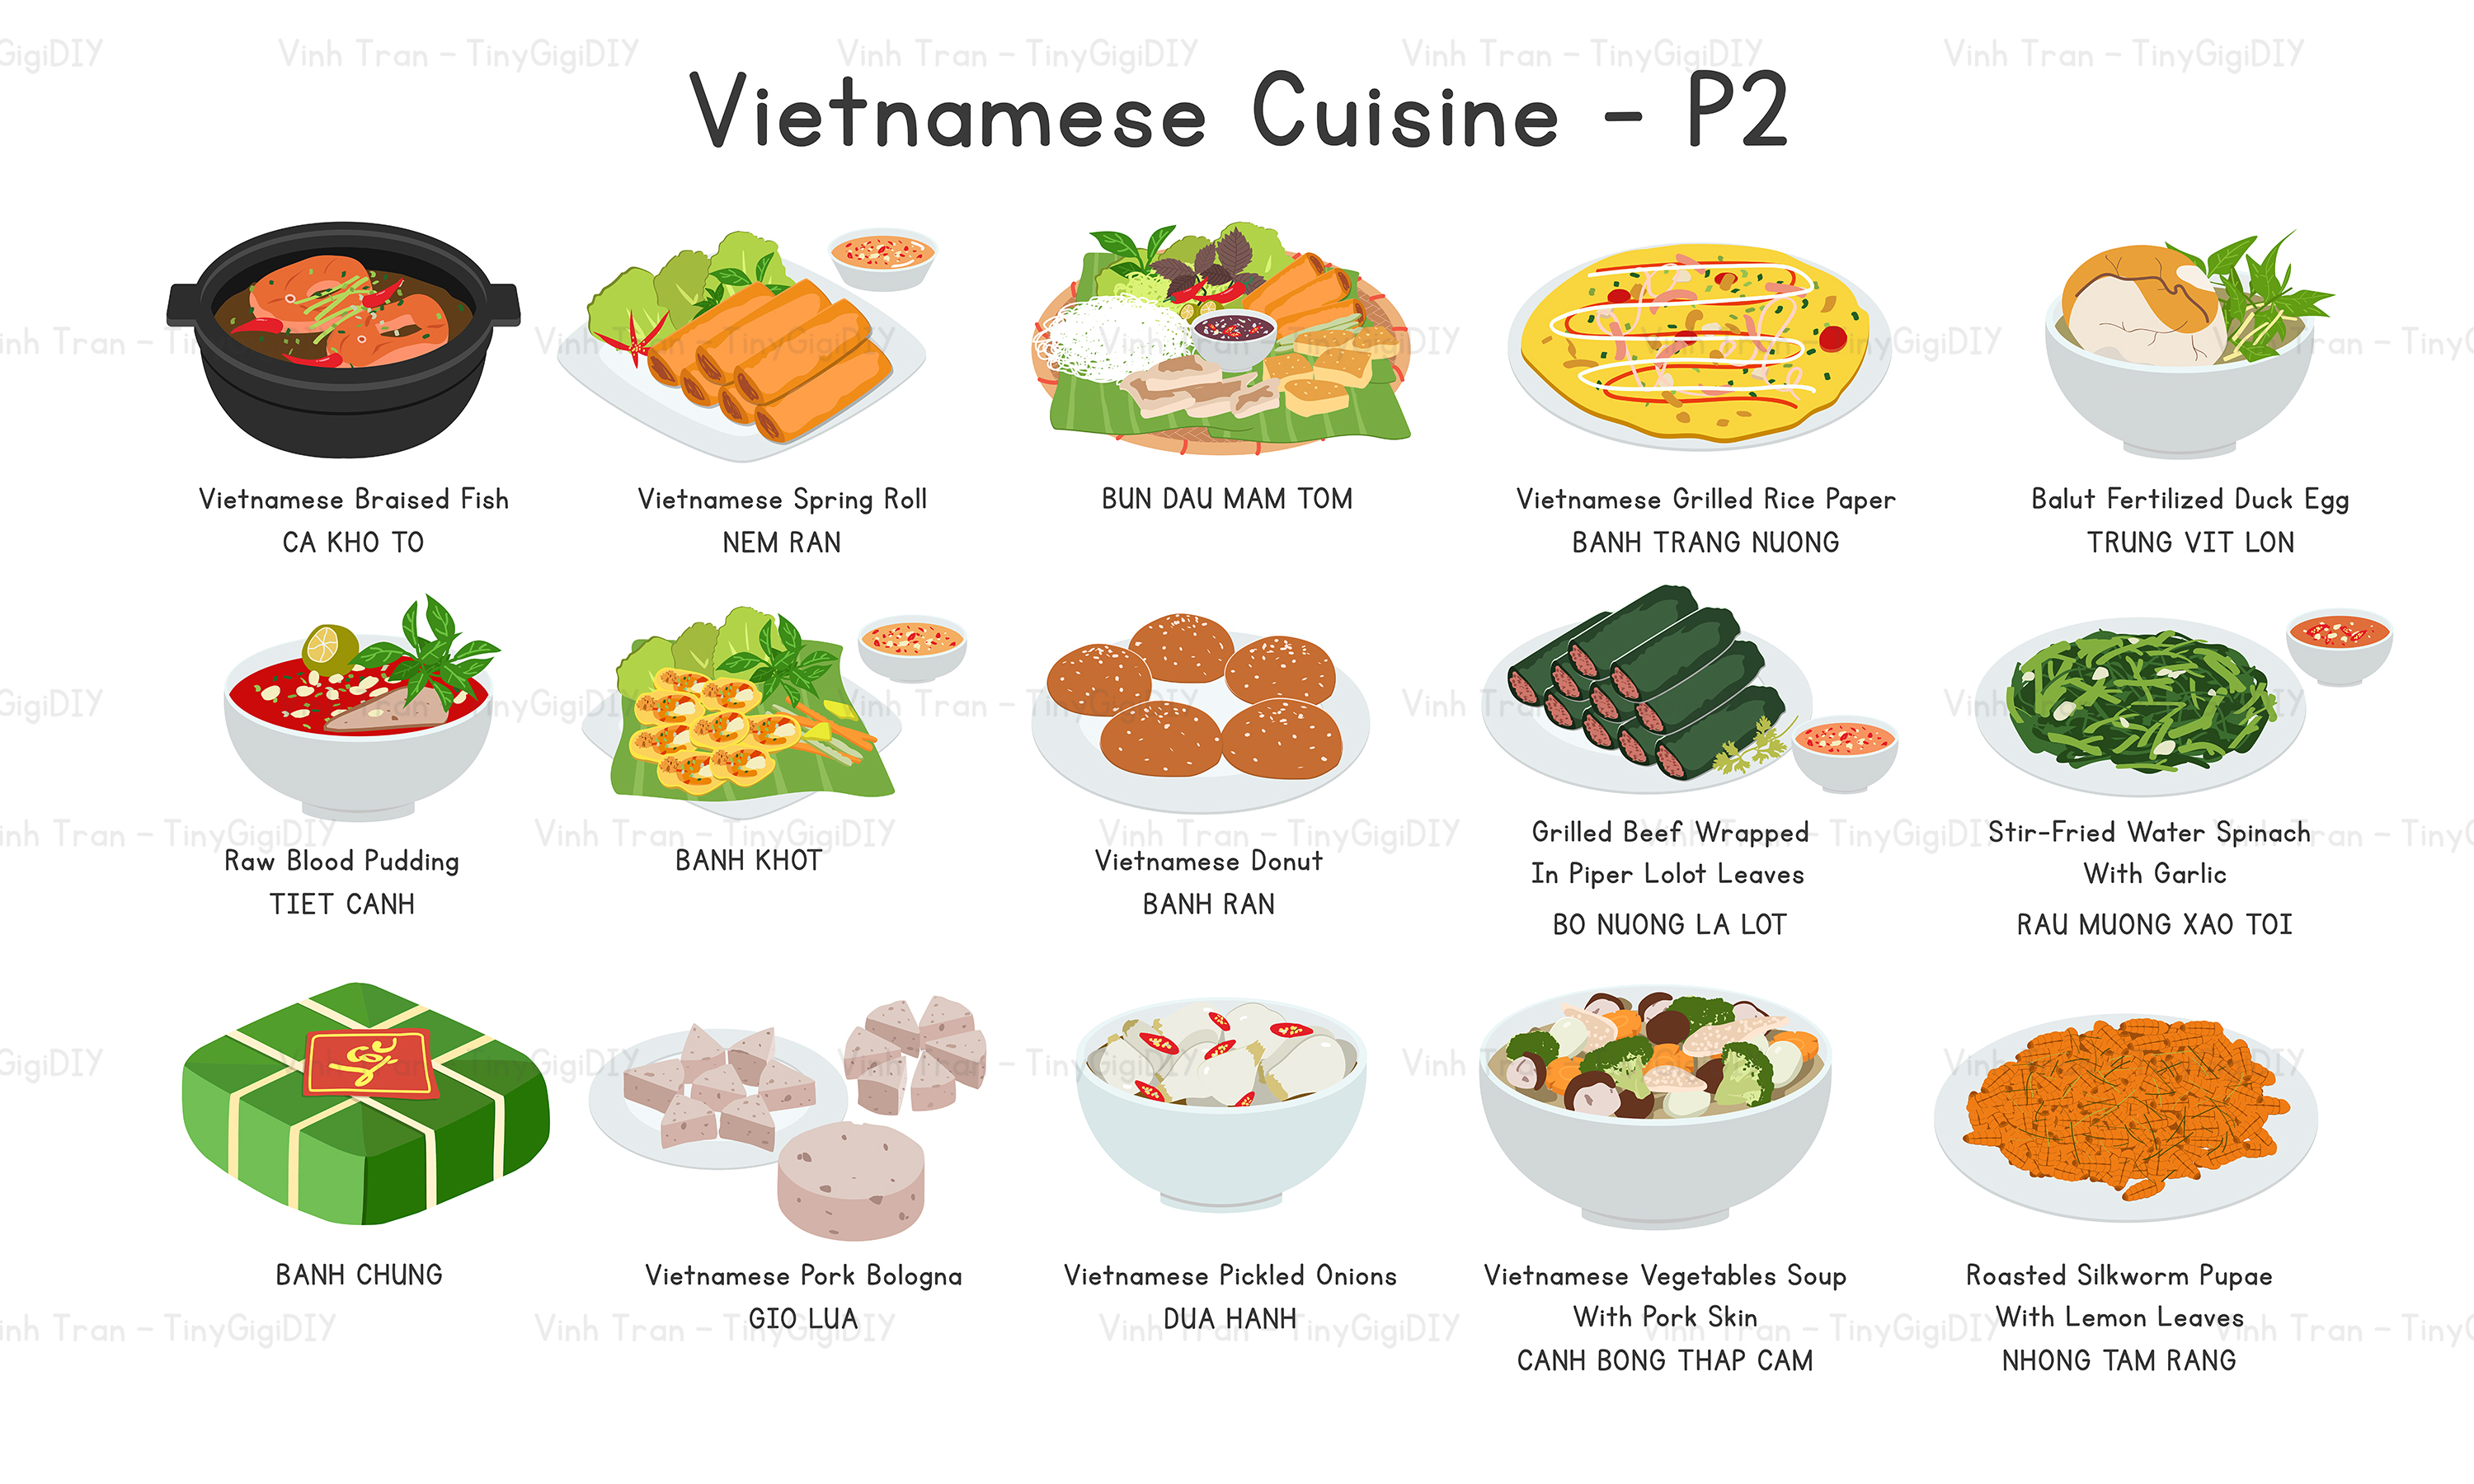 Vinh Tran - TinyGigiDIY
Vietnamese Cuisine - P2
Vietnamese Braised Fish
CA KHO TO
Vietnamese Spring Roll
NEM RAN
BUN DAU MAM TOM
Vietnamese Grilled Rice Paper
BANH TRANG NUONG
Balut Fertilized Duck Egg
TRUNG VIT LON
Raw Blood Pudding
TIET CANH
BANH KHOT
Vietnamese Donut
BANH RAN
Grilled Beef Wrapped
In Piper Lolot Leaves
BO NUONG LA LOT
Stir-Fried Water Spinach
With Garlic
RAU MUONG XAO TOI
BANH CHUNG
Vietnamese Pork Bologna
GIO LUA
Vietnamese Pickled Onions
DUA HANH
Vietnamese Vegetables Soup
With Pork Skin
CANH BONG THAP CAM
Roasted Silkworm Pupae
With Lemon Leaves
NHONG TAM RANG